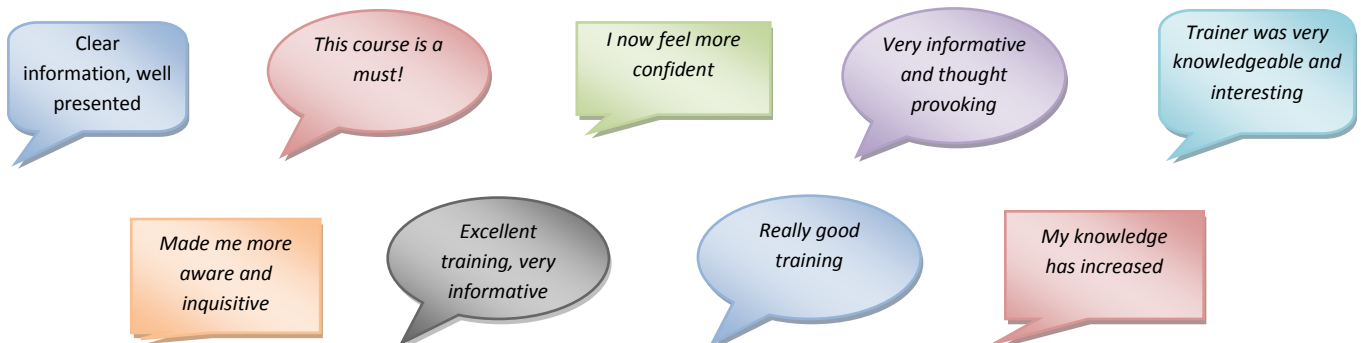 Clear
information, well
presented
This course is a
must!
I now feel more
confident
Very informative
and thought
provoking
Trainer was very
knowledgeable and
interesting
Made me more
aware and
inquisitive
Excellent
training, very
informative
Really good
training
My knowledge
has increased